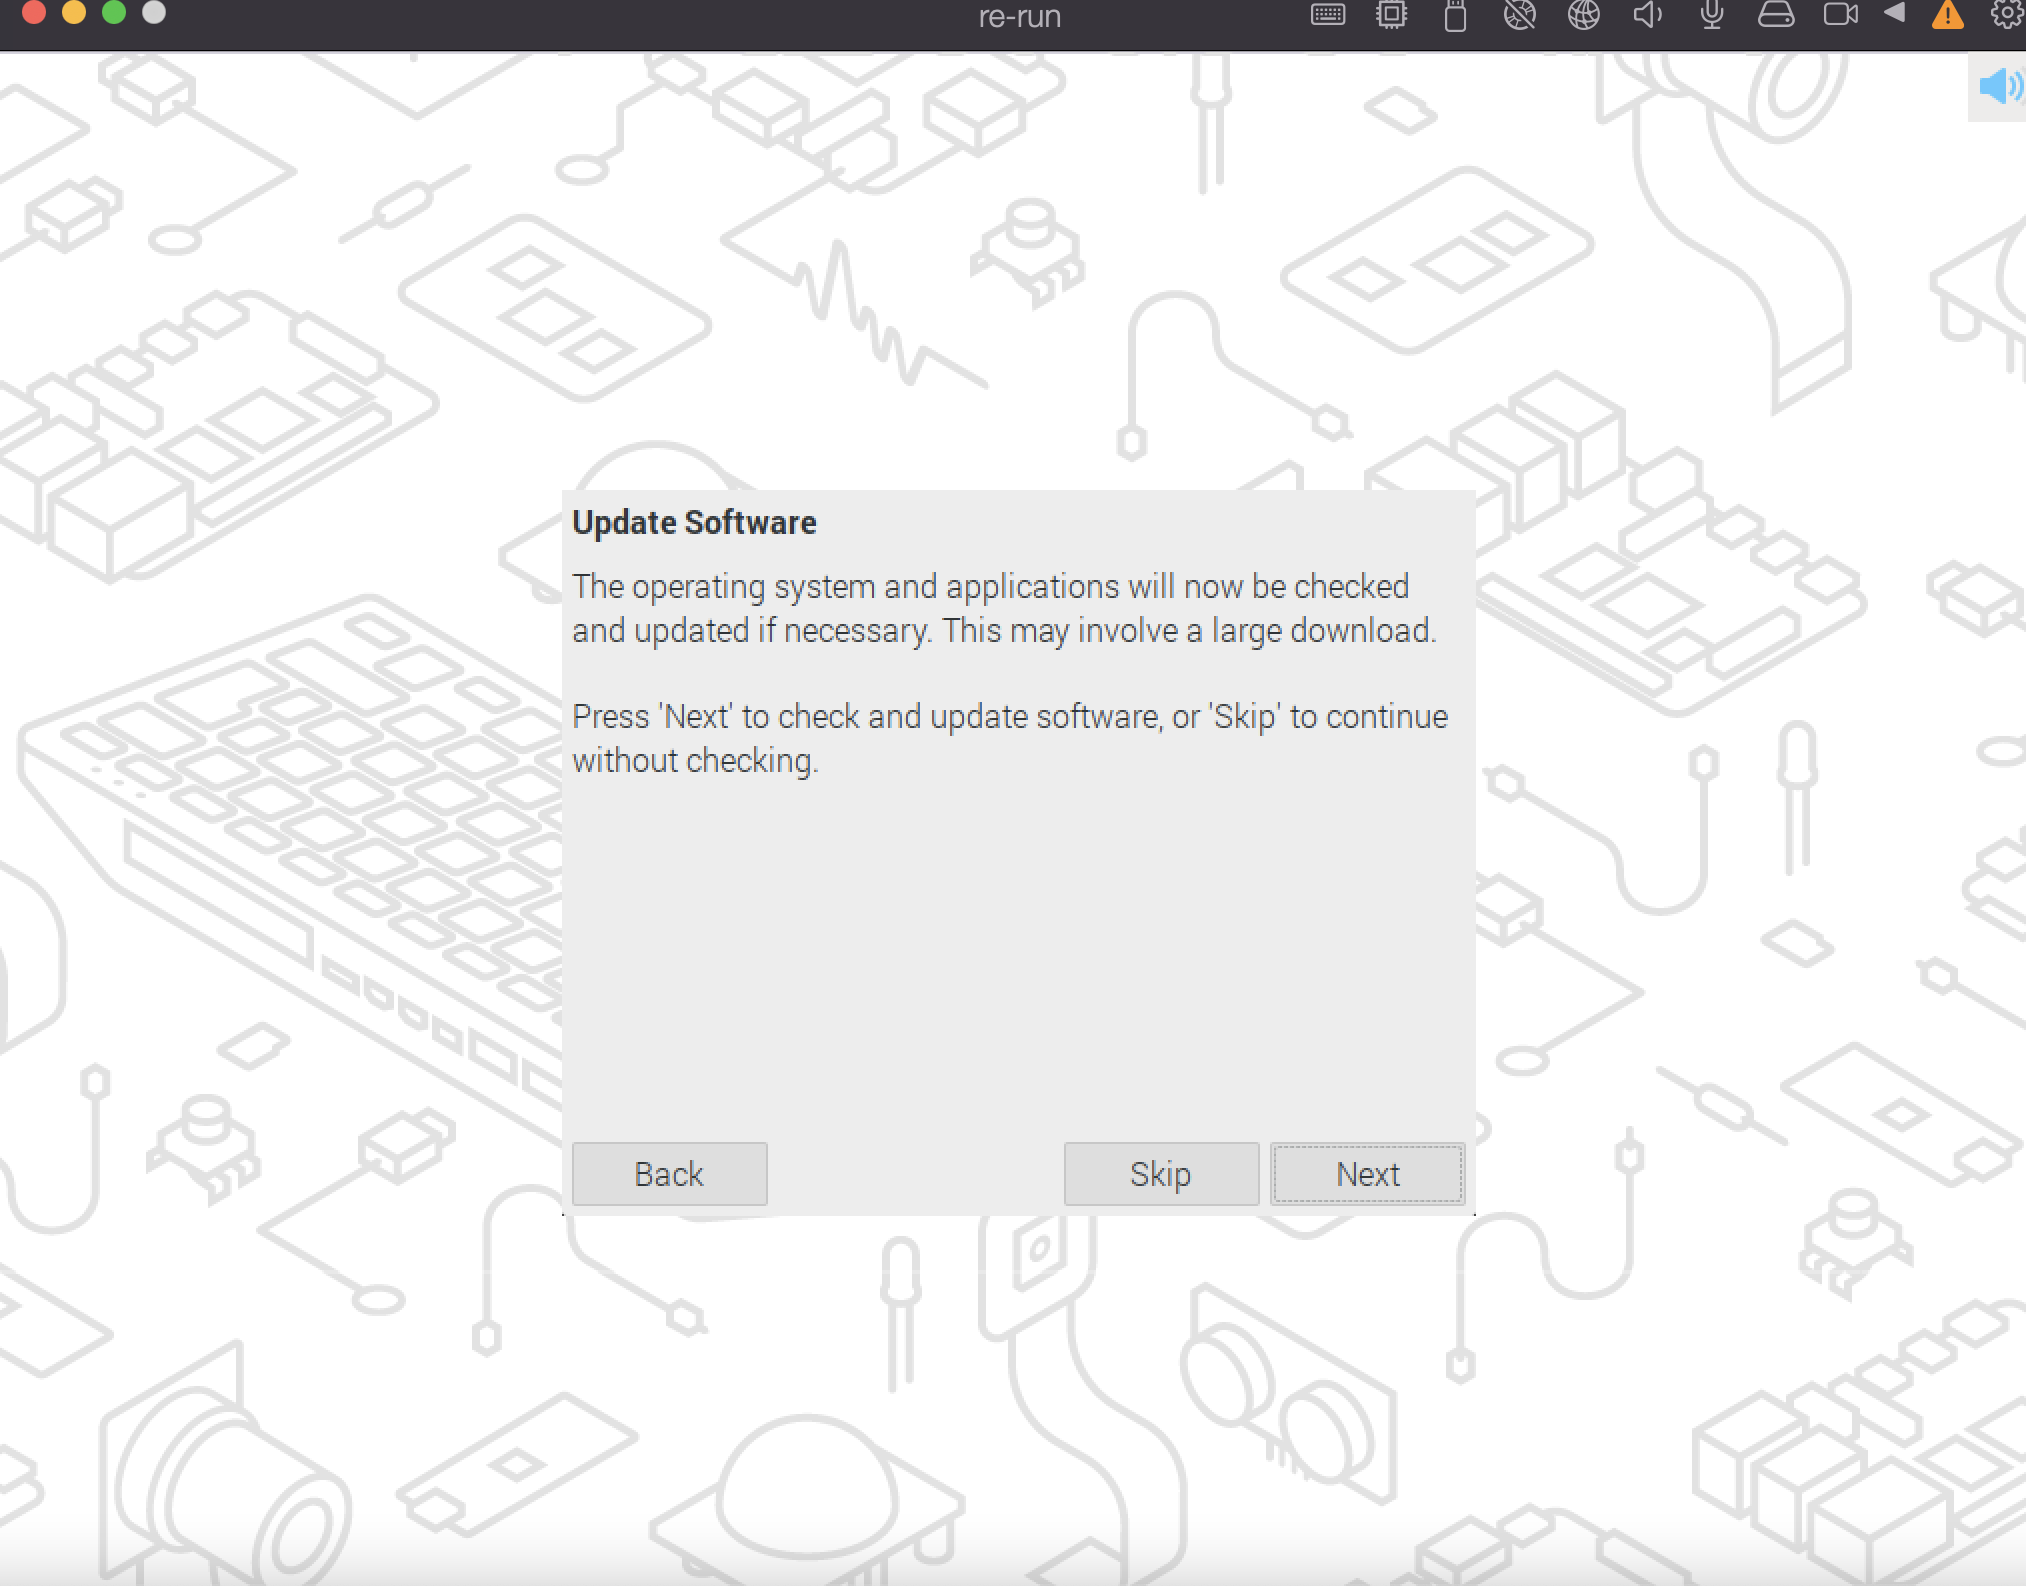 re-run
Update Software
The operating system and applications will now be checked
and updated if necessary. This may involve a large download.
Press 'Next' to check and update software, or 'Skip' to continue
without checking.
Back
Skip
Next